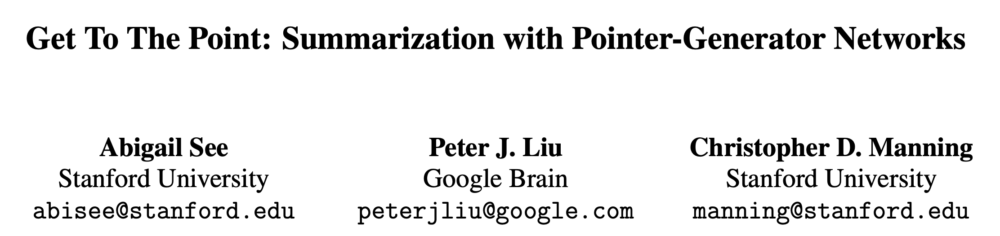 Get To The Point: Summarization with Pointer-Generator Networks
Abigail See
Stanford University
abisee@stanford.edu
Peter J. Liu
Google Brain
peterjliu@google.com
Christopher D. Manning
Stanford University
manning@stanford.edu